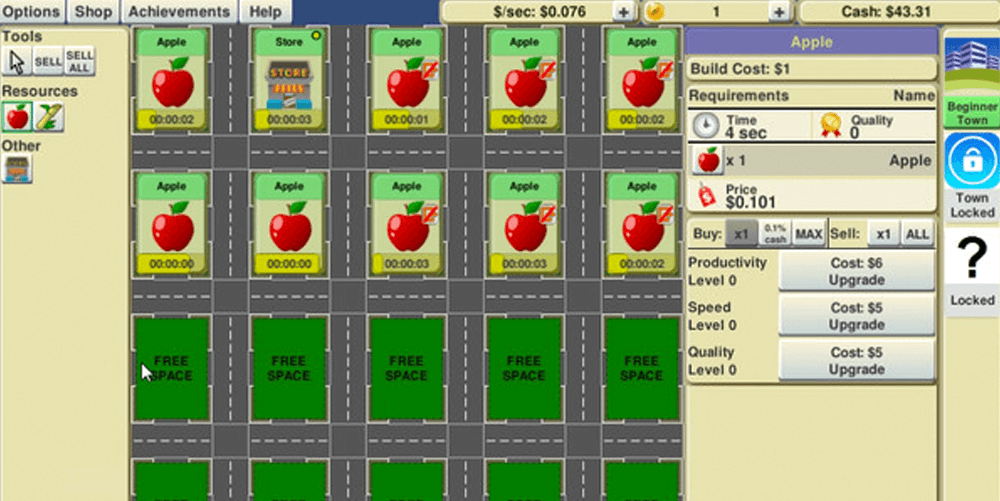 Options Shop Achievements Help $/sec: $0.076 + 1 + Cash: $43.31
Tools
SELL SELL ALL
Resources
Other
Apple Store Apple Apple Apple
STORE
00:00:02 00:00:03 00:00:01 00:00:02 00:00:02
Apple Apple Apple Apple Apple
00:00:00 00:00:00 00:00:03 00:00:03 00:00:02
FREE SPACE FREE SPACE FREE SPACE FREE SPACE FREE SPACE
Apple
Build Cost: $1
Requirements Name
Time Quality
4 sec 0
x 1 Apple
Price
$0.101
Buy: x1 0.1% cash MAX Sell: x1 ALL
Productivity Cost: $6
Level 0 Upgrade
Speed Cost: $5
Level 0 Upgrade
Quality Cost: $5
Level 0 Upgrade
Beginner
Town
Town
Locked
?
Locked